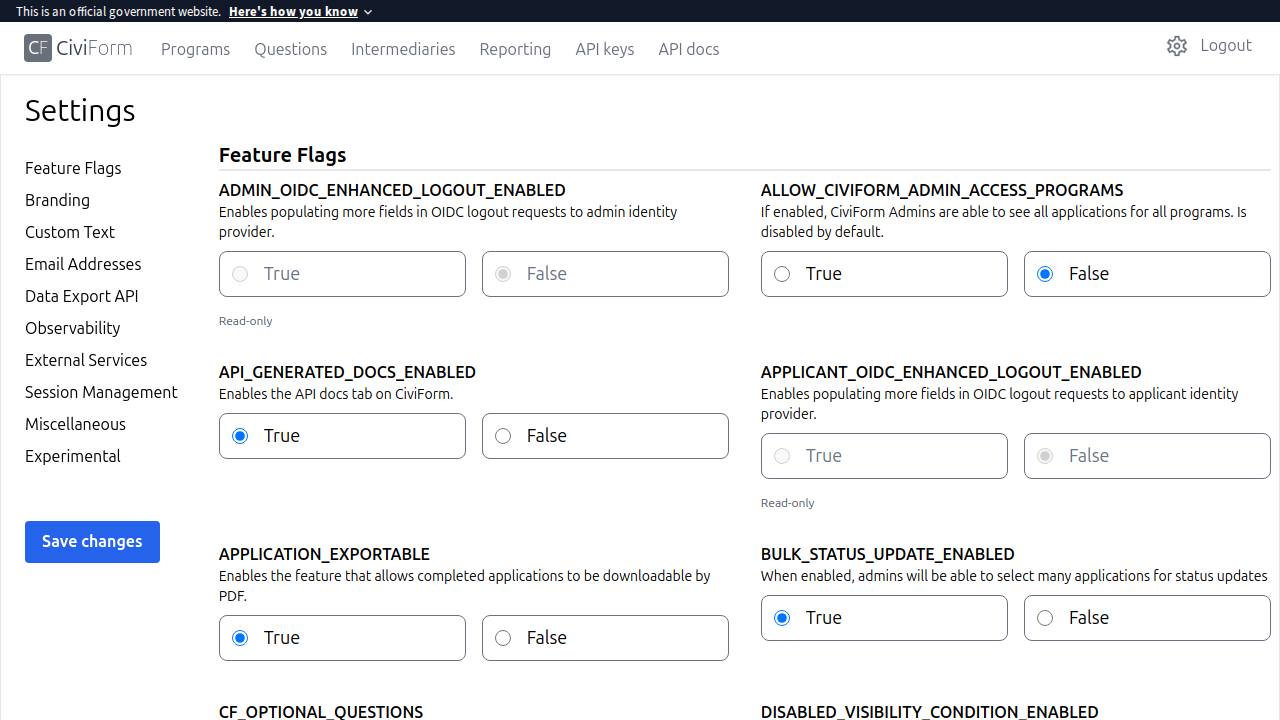 This is an official government website. Here's how you know
CF CiviForm Programs Questions Intermediaries Reporting API keys API docs Logout
Settings
Feature Flags
Branding
Custom Text
Email Addresses
Data Export API
Observability
External Services
Session Management
Miscellaneous
Experimental
Save changes
Feature Flags
ADMIN_OIDC_ENHANCED_LOGOUT_ENABLED
Enables populating more fields in OIDC logout requests to admin identity
provider.
True False
Read-only
ALLOW_CIVIFORM_ADMIN_ACCESS_PROGRAMS
If enabled, CiviForm Admins are able to see all applications for all programs. Is
disabled by default.
True False
API_GENERATED_DOCS_ENABLED
Enables the API docs tab on CiviForm.
True False
APPLICANT_OIDC_ENHANCED_LOGOUT_ENABLED
Enables populating more fields in OIDC logout requests to applicant identity
provider.
True False
Read-only
APPLICATION_EXPORTABLE
Enables the feature that allows completed applications to be downloadable by
PDF.
True False
BULK_STATUS_UPDATE_ENABLED
When enabled, admins will be able to select many applications for status updates
True False
CF_OPTIONAL_QUESTIONS
DISABLED_VISIBILITY_CONDITION_ENABLED